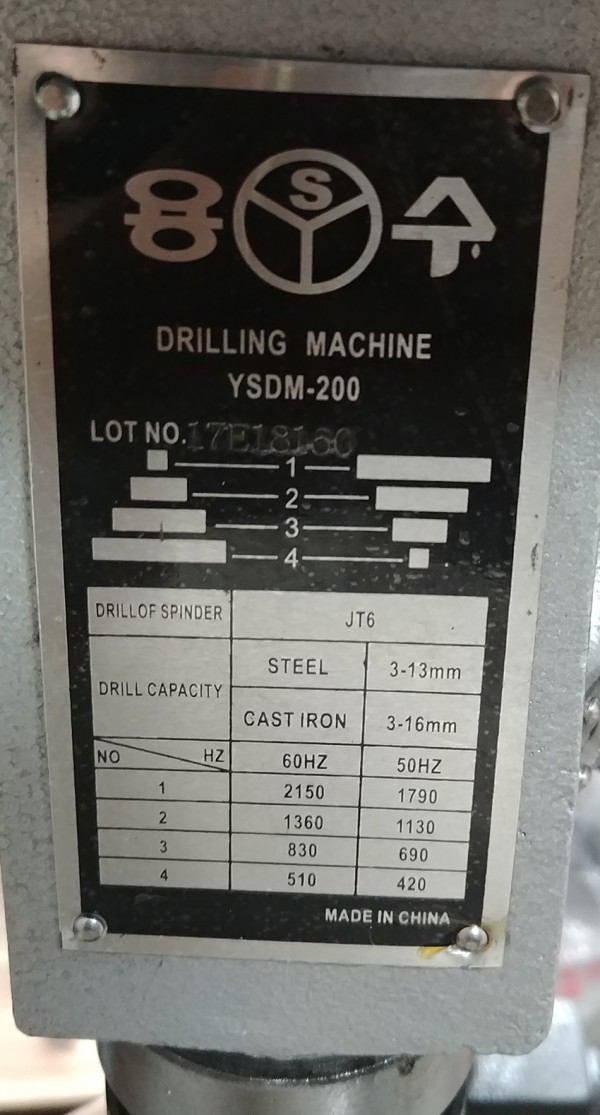 용 S 수
DRILLING MACHINE
YSDM-200
LOT NO. 17E18160
1
2
3
4
DRILLOF SPINDER JT6
DRILL CAPACITY STEEL 3-13mm
CAST IRON 3-16mm
NO HZ 60HZ 50HZ
1 2150 1790
2 1360 1130
3 830 690
4 510 420
MADE IN CHINA